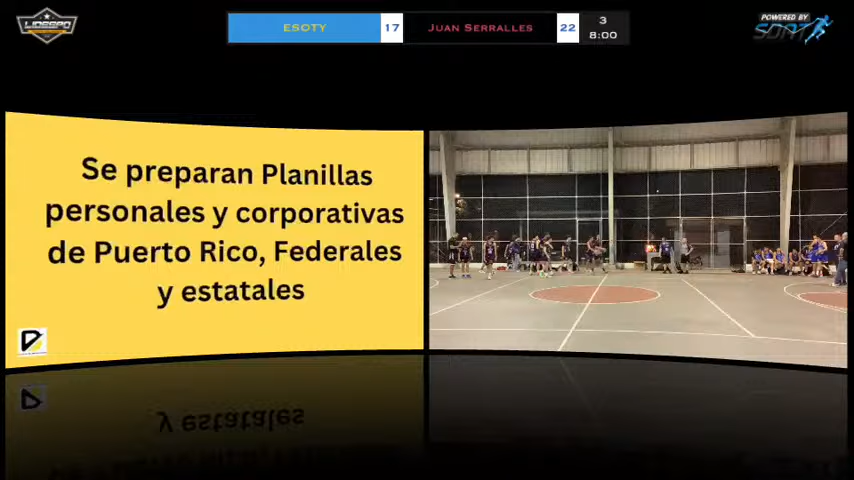 LIDESPO
ESOTY 17 JUAN SERRALLES 22 3
8:00
POWERED BY
Se preparan Planillas
personales y corporativas
de Puerto Rico, Federales
y estatales